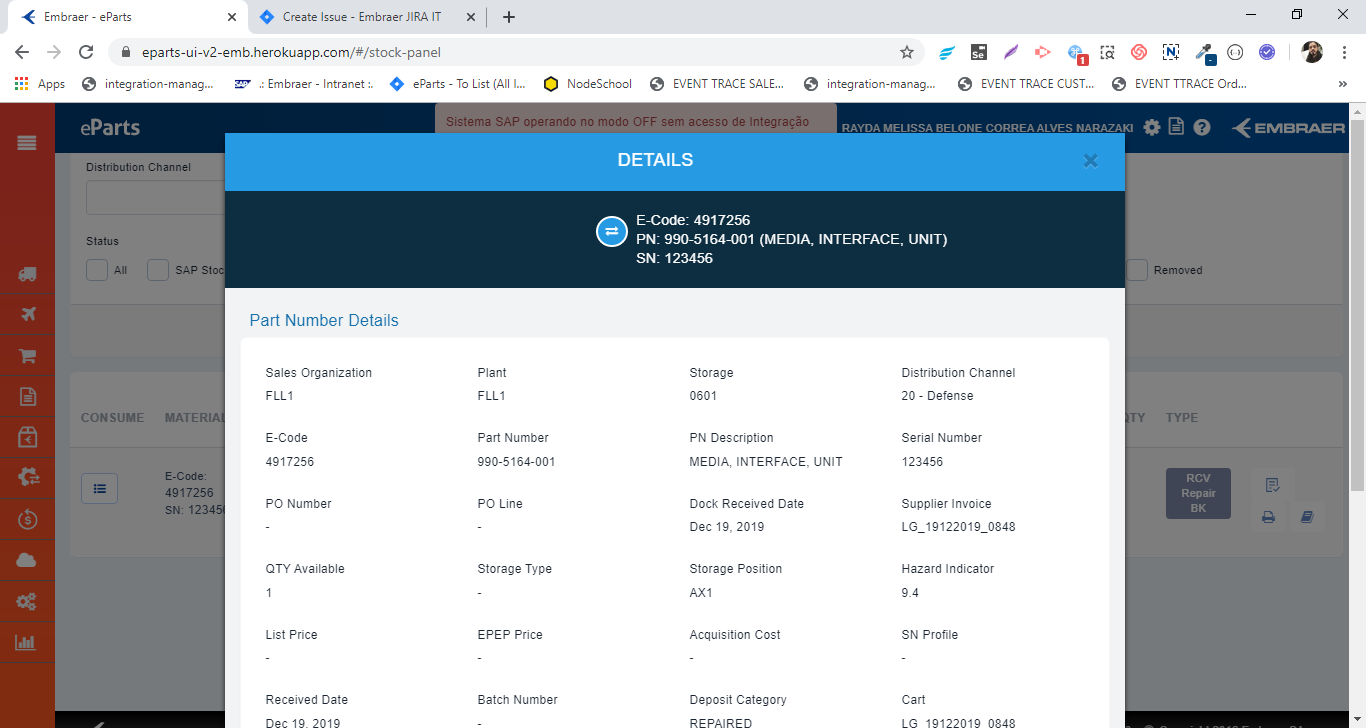 Embraer - eParts
Create Issue - Embraer JIRA IT
eparts-ui-v2-emb.herokuapp.com/#/stock-panel
Se
1
N
Apps
integration-manag...
SAP
.: Embraer - Intranet :.
eParts - To List (All I...
NodeSchool
EVENT TRACE SALE...
integration-manag...
EVENT TRACE CUST...
EVENT TTRACE Ord...
eParts
Sistema SAP operando no modo OFF sem acesso de Integração
RAYDA MELISSA BELONE CORREA ALVES NARAZAKI
EMBRAER
Distribution Channel
Status
All
SAP Stoc
Removed
CONSUME
MATERIAL
QTY
TYPE
E-Code:
4917256
SN: 123456
RCV
Repair
BK
DETAILS
E-Code: 4917256
PN: 990-5164-001 (MEDIA, INTERFACE, UNIT)
SN: 123456
Part Number Details
Sales Organization Plant Storage Distribution Channel
FLL1 FLL1 0601 20 - Defense
E-Code Part Number PN Description Serial Number
4917256 990-5164-001 MEDIA, INTERFACE, UNIT 123456
PO Number PO Line Dock Received Date Supplier Invoice
- - Dec 19, 2019 LG_19122019_0848
QTY Available Storage Type Storage Position Hazard Indicator
1 - AX1 9.4
List Price EPEP Price Acquisition Cost SN Profile
- - - -
Received Date Batch Number Deposit Category Cart
Dec 19, 2019 - REPAIRED LG_19122019_0848